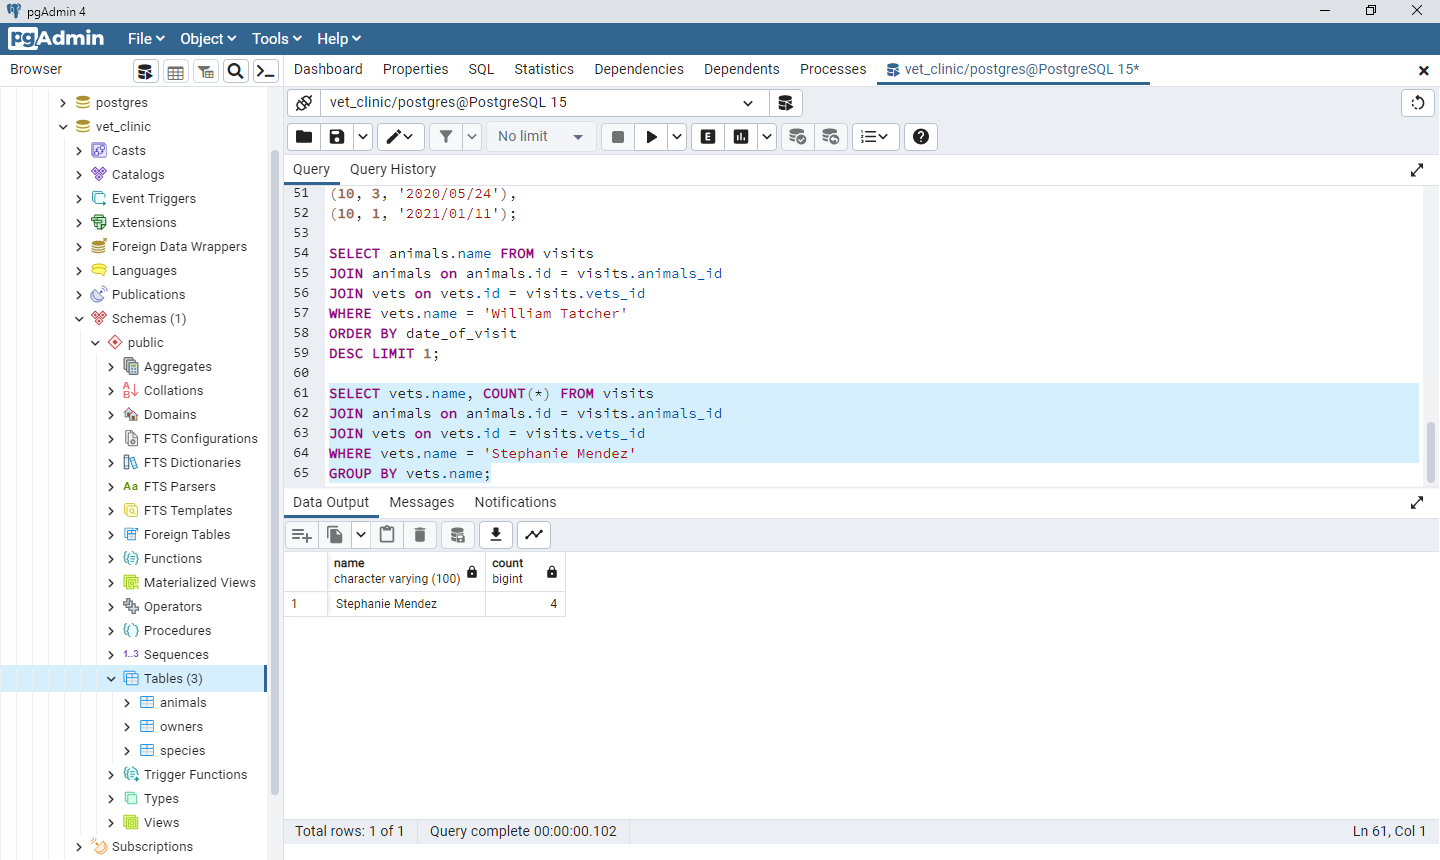 pgAdmin 4
pgAdmin File Object Tools Help
Browser
Dashboard Properties SQL Statistics Dependencies Dependents Processes vet_clinic/postgres@PostgreSQL 15*
vet_clinic/postgres@PostgreSQL 15
No limit
E
Query Query History
postgres
vet_clinic
Casts
Catalogs
Event Triggers
Extensions
Foreign Data Wrappers
Languages
Publications
Schemas (1)
public
Aggregates
Collations
Domains
FTS Configurations
FTS Dictionaries
Aa FTS Parsers
FTS Templates
Foreign Tables
Functions
Materialized Views
Operators
Procedures
1..3 Sequences
Tables (3)
animals
owners
species
Trigger Functions
Types
Views
Subscriptions
51 (10, 3, '2020/05/24'),
52 (10, 1, '2021/01/11');
53
54 SELECT animals.name FROM visits
55 JOIN animals on animals.id = visits.animals_id
56 JOIN vets on vets.id = visits.vets_id
57 WHERE vets.name = 'William Tatcher'
58 ORDER BY date_of_visit
59 DESC LIMIT 1;
60
61 SELECT vets.name, COUNT(*) FROM visits
62 JOIN animals on animals.id = visits.animals_id
63 JOIN vets on vets.id = visits.vets_id
64 WHERE vets.name = 'Stephanie Mendez'
65 GROUP BY vets.name;
Data Output Messages Notifications
name count
character varying (100) bigint
1 Stephanie Mendez 4
Total rows: 1 of 1 Query complete 00:00:00.102 Ln 61, Col 1